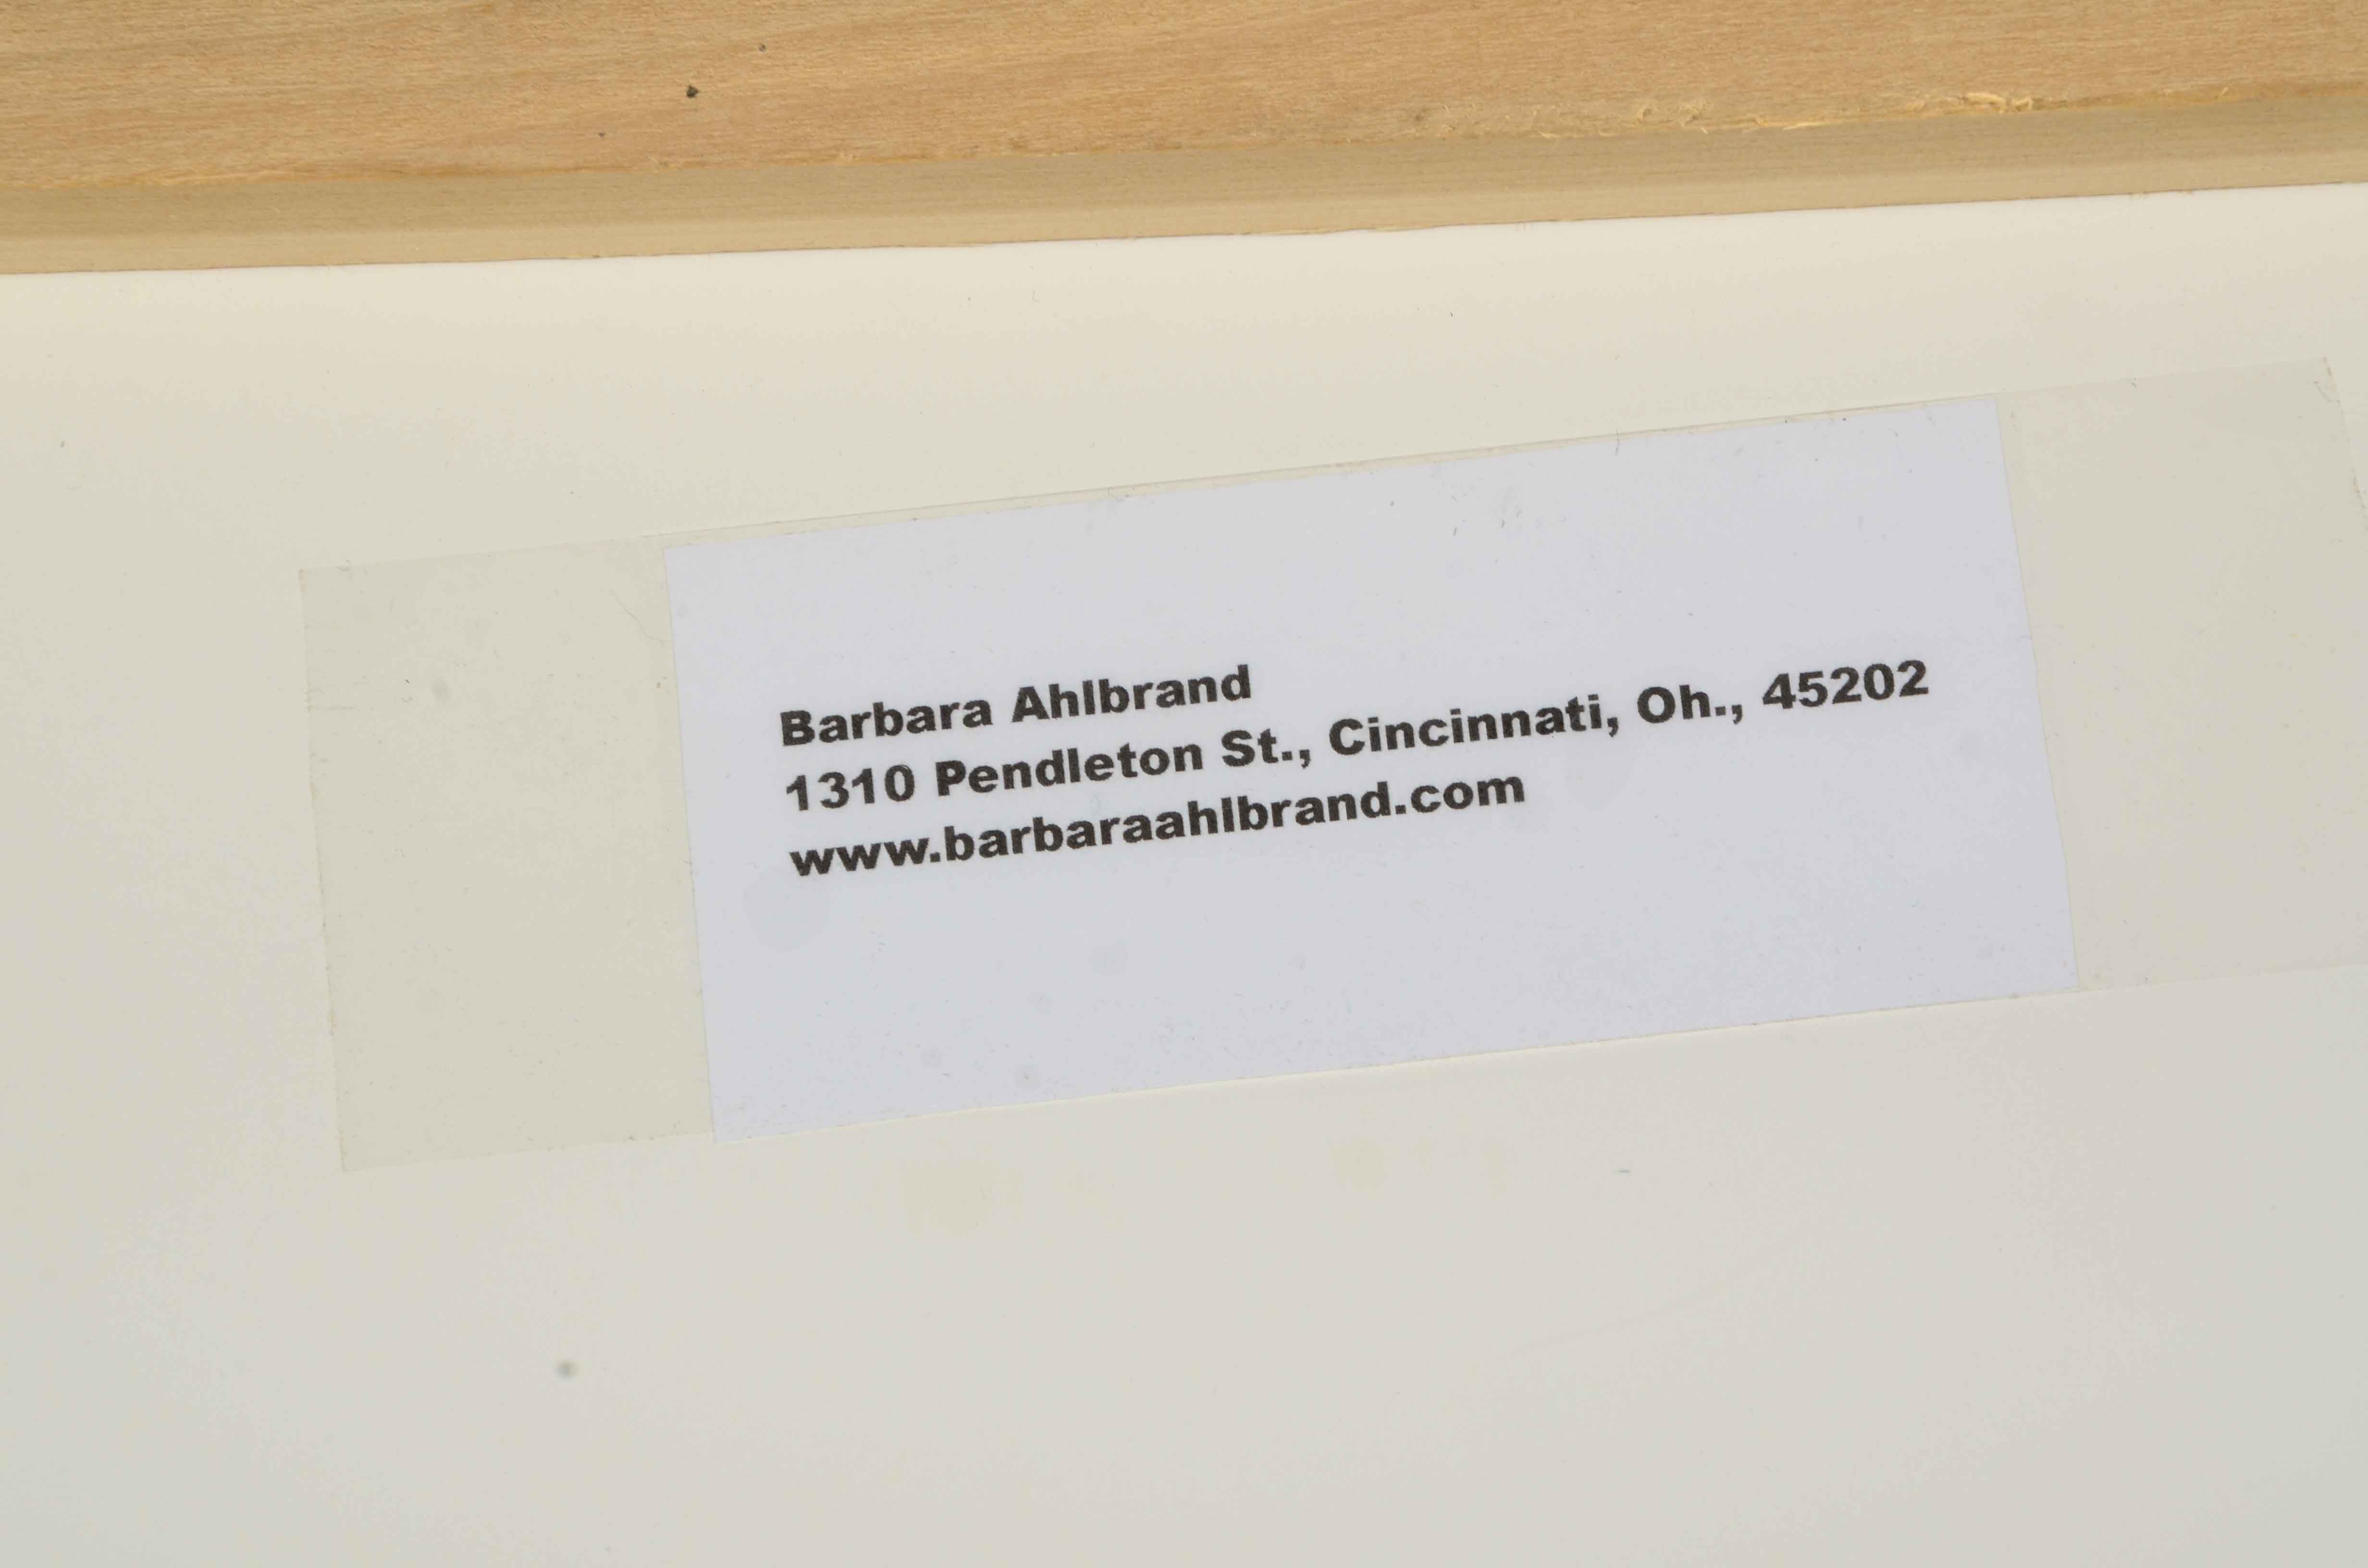 Barbara Ahlbrand
1310 Pendleton St., Cincinnati, Oh., 45202
www.barbaraahlbrand.com